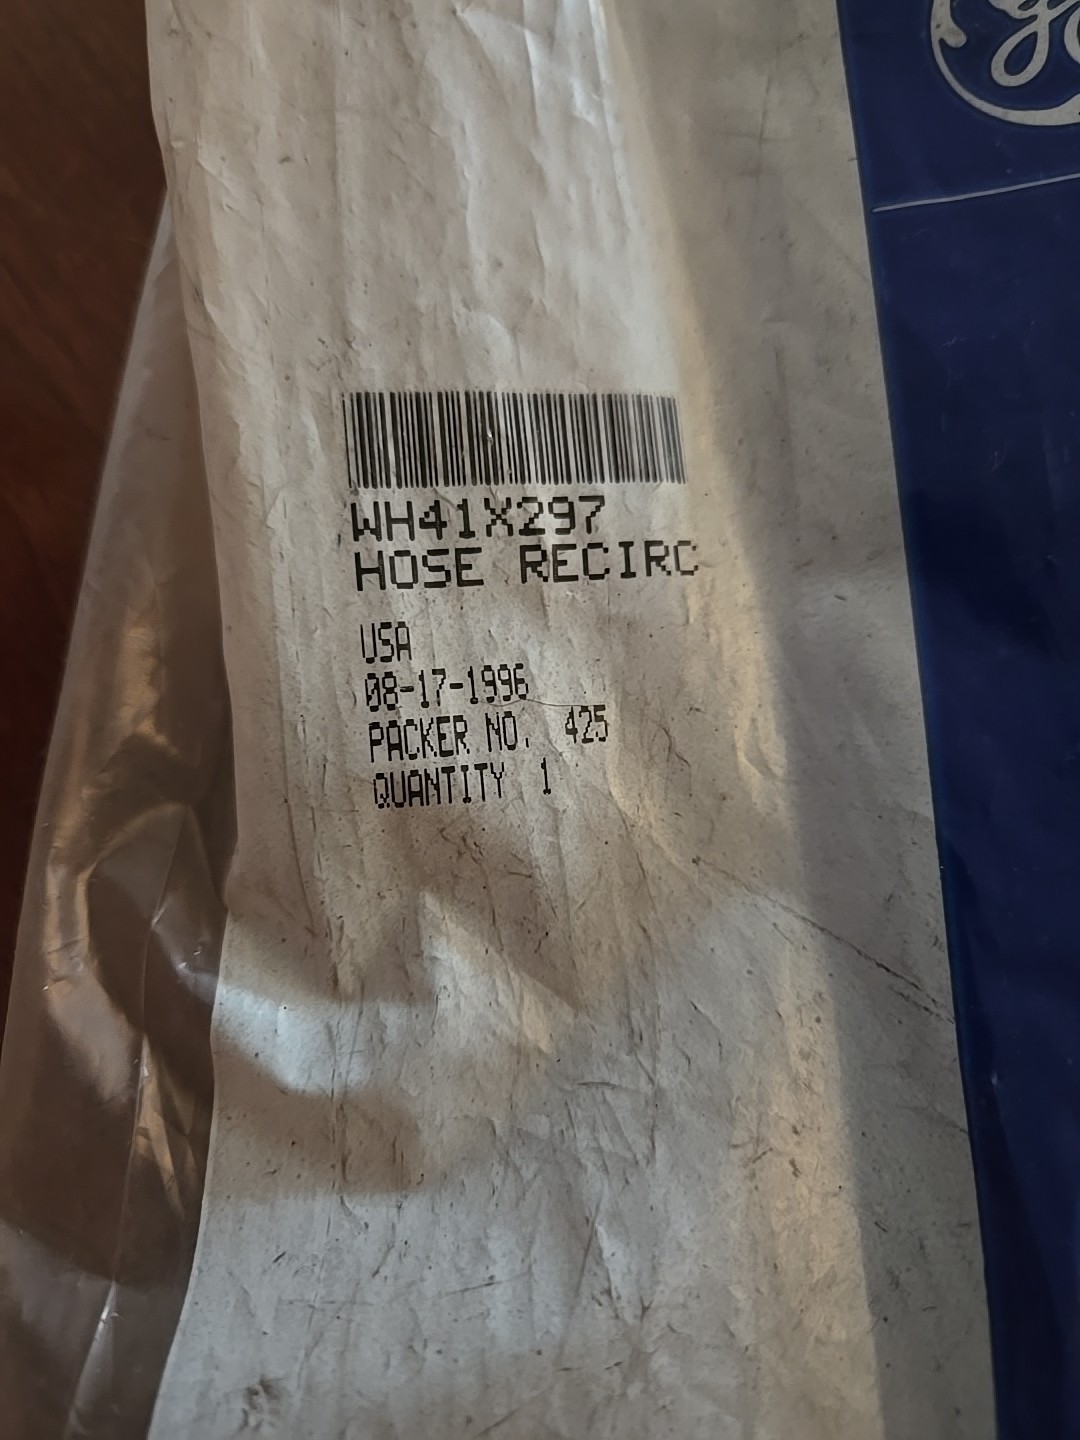 WH41X297
HOSE RECIRC
USA
08-17-1996
PACKER NO. 425
QUANTITY 1